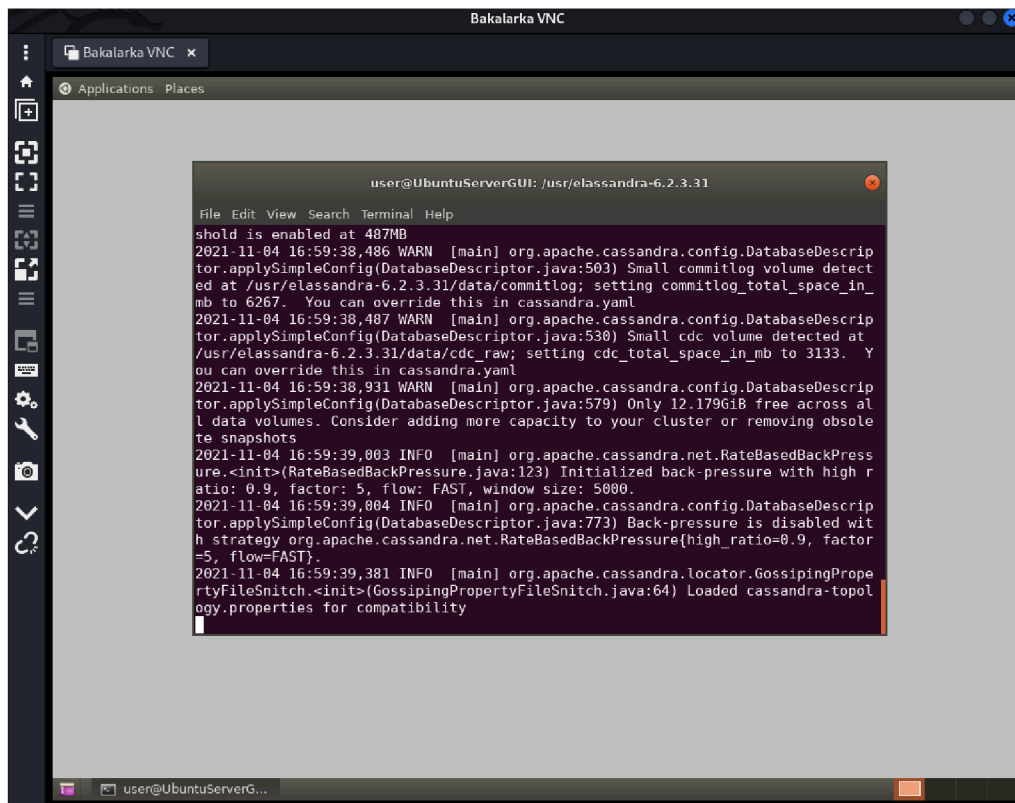 Bakalarka VNC
Bakalarka VNC
Applications Places
user@UbuntuServerGUI: /usr/elassandra-6.2.3.31
File Edit View Search Terminal Help
shold is enabled at 487MB
2021-11-04 16:59:38,486 WARN  [main] org.apache.cassandra.config.DatabaseDescrip
tor.applySimpleConfig(DatabaseDescriptor.java:503) Small commitlog volume detect
ed at /usr/elassandra-6.2.3.31/data/commitlog; setting commitlog_total_space_in_
mb to 6267.  You can override this in cassandra.yaml
2021-11-04 16:59:38,487 WARN  [main] org.apache.cassandra.config.DatabaseDescrip
tor.applySimpleConfig(DatabaseDescriptor.java:530) Small cdc volume detected at
/usr/elassandra-6.2.3.31/data/cdc_raw; setting cdc_total_space_in_mb to 3133.  Y
ou can override this in cassandra.yaml
2021-11-04 16:59:38,931 WARN  [main] org.apache.cassandra.config.DatabaseDescrip
tor.applySimpleConfig(DatabaseDescriptor.java:579) Only 12.179GiB free across al
l data volumes. Consider adding more capacity to your cluster or removing obsole
te snapshots
2021-11-04 16:59:39,003 INFO  [main] org.apache.cassandra.net.RateBasedBackPress
ure.<init>(RateBasedBackPressure.java:123) Initialized back-pressure with high r
atio: 0.9, factor: 5, flow: FAST, window size: 5000.
2021-11-04 16:59:39,004 INFO  [main] org.apache.cassandra.config.DatabaseDescrip
tor.applySimpleConfig(DatabaseDescriptor.java:773) Back-pressure is disabled wit
h strategy org.apache.cassandra.net.RateBasedBackPressure{high_ratio=0.9, factor
=5, flow=FAST}.
2021-11-04 16:59:39,381 INFO  [main] org.apache.cassandra.locator.GossipingPrope
rtyFileSnitch.<init>(GossipingPropertyFileSnitch.java:64) Loaded cassandra-topol
ogy.properties for compatibility
user@UbuntuServerG...